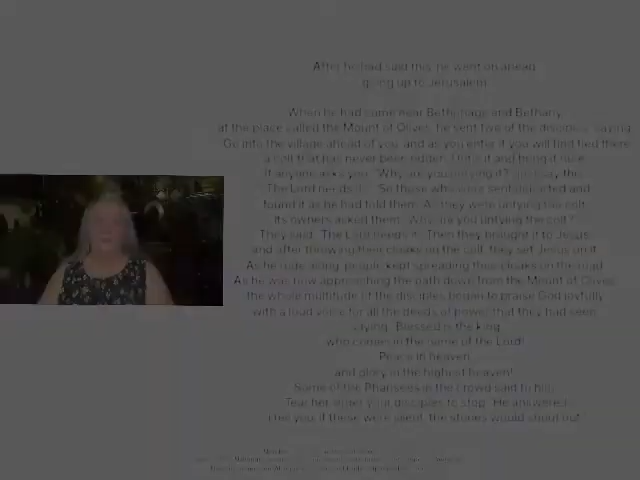 After he had said this, he went on ahead,
going up to Jerusalem.
When he had come near Bethphage and Bethany,
at the place called the Mount of Olives, he sent two of the disciples, saying
Go into the village ahead of you, and as you enter it you will find tied there
a colt that has never been ridden. Untie it and bring it here.
If anyone asks you, "Why are you untying it?" just say this
The Lord needs it." So those who were sent departed and
found it as he had told them. As they were untying the colt,
its owners asked them, "Why are you untying the colt?"
They said, "The Lord needs it." Then they brought it to Jesus;
and after throwing their cloaks on the colt, they set Jesus on it.
As he rode along, people kept spreading their cloaks on the road.
As he was now approaching the path down from the Mount of Olives,
the whole multitude of the disciples began to praise God joyfully
with a loud voice for all the deeds of power that they had seen,
saying, "Blessed is the king
who comes in the name of the Lord!
Peace in heaven,
and glory in the highest heaven!"
Some of the Pharisees in the crowd said to him,
Teacher, order your disciples to stop." He answered,
I tell you, if these were silent, the stones would shout out